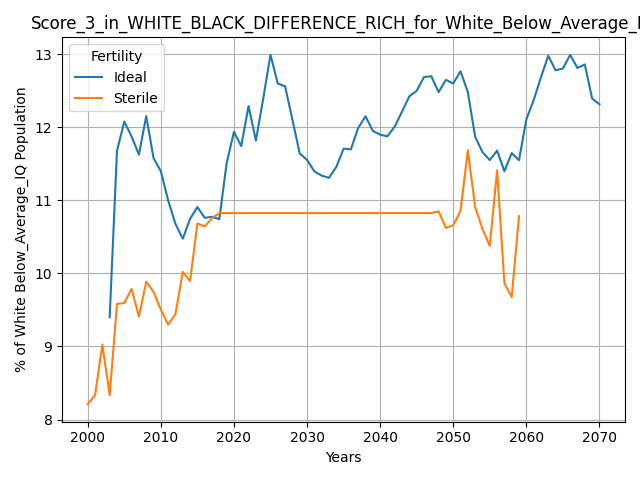 Score_3_in_WHITE_BLACK_DIFFERENCE_RICH_for_White_Below_Average_I
Fertility
Ideal
Sterile
% of White Below_Average_IQ Population
13
12
11
10
9
8
2000 2010 2020 2030 2040 2050 2060 2070
Years